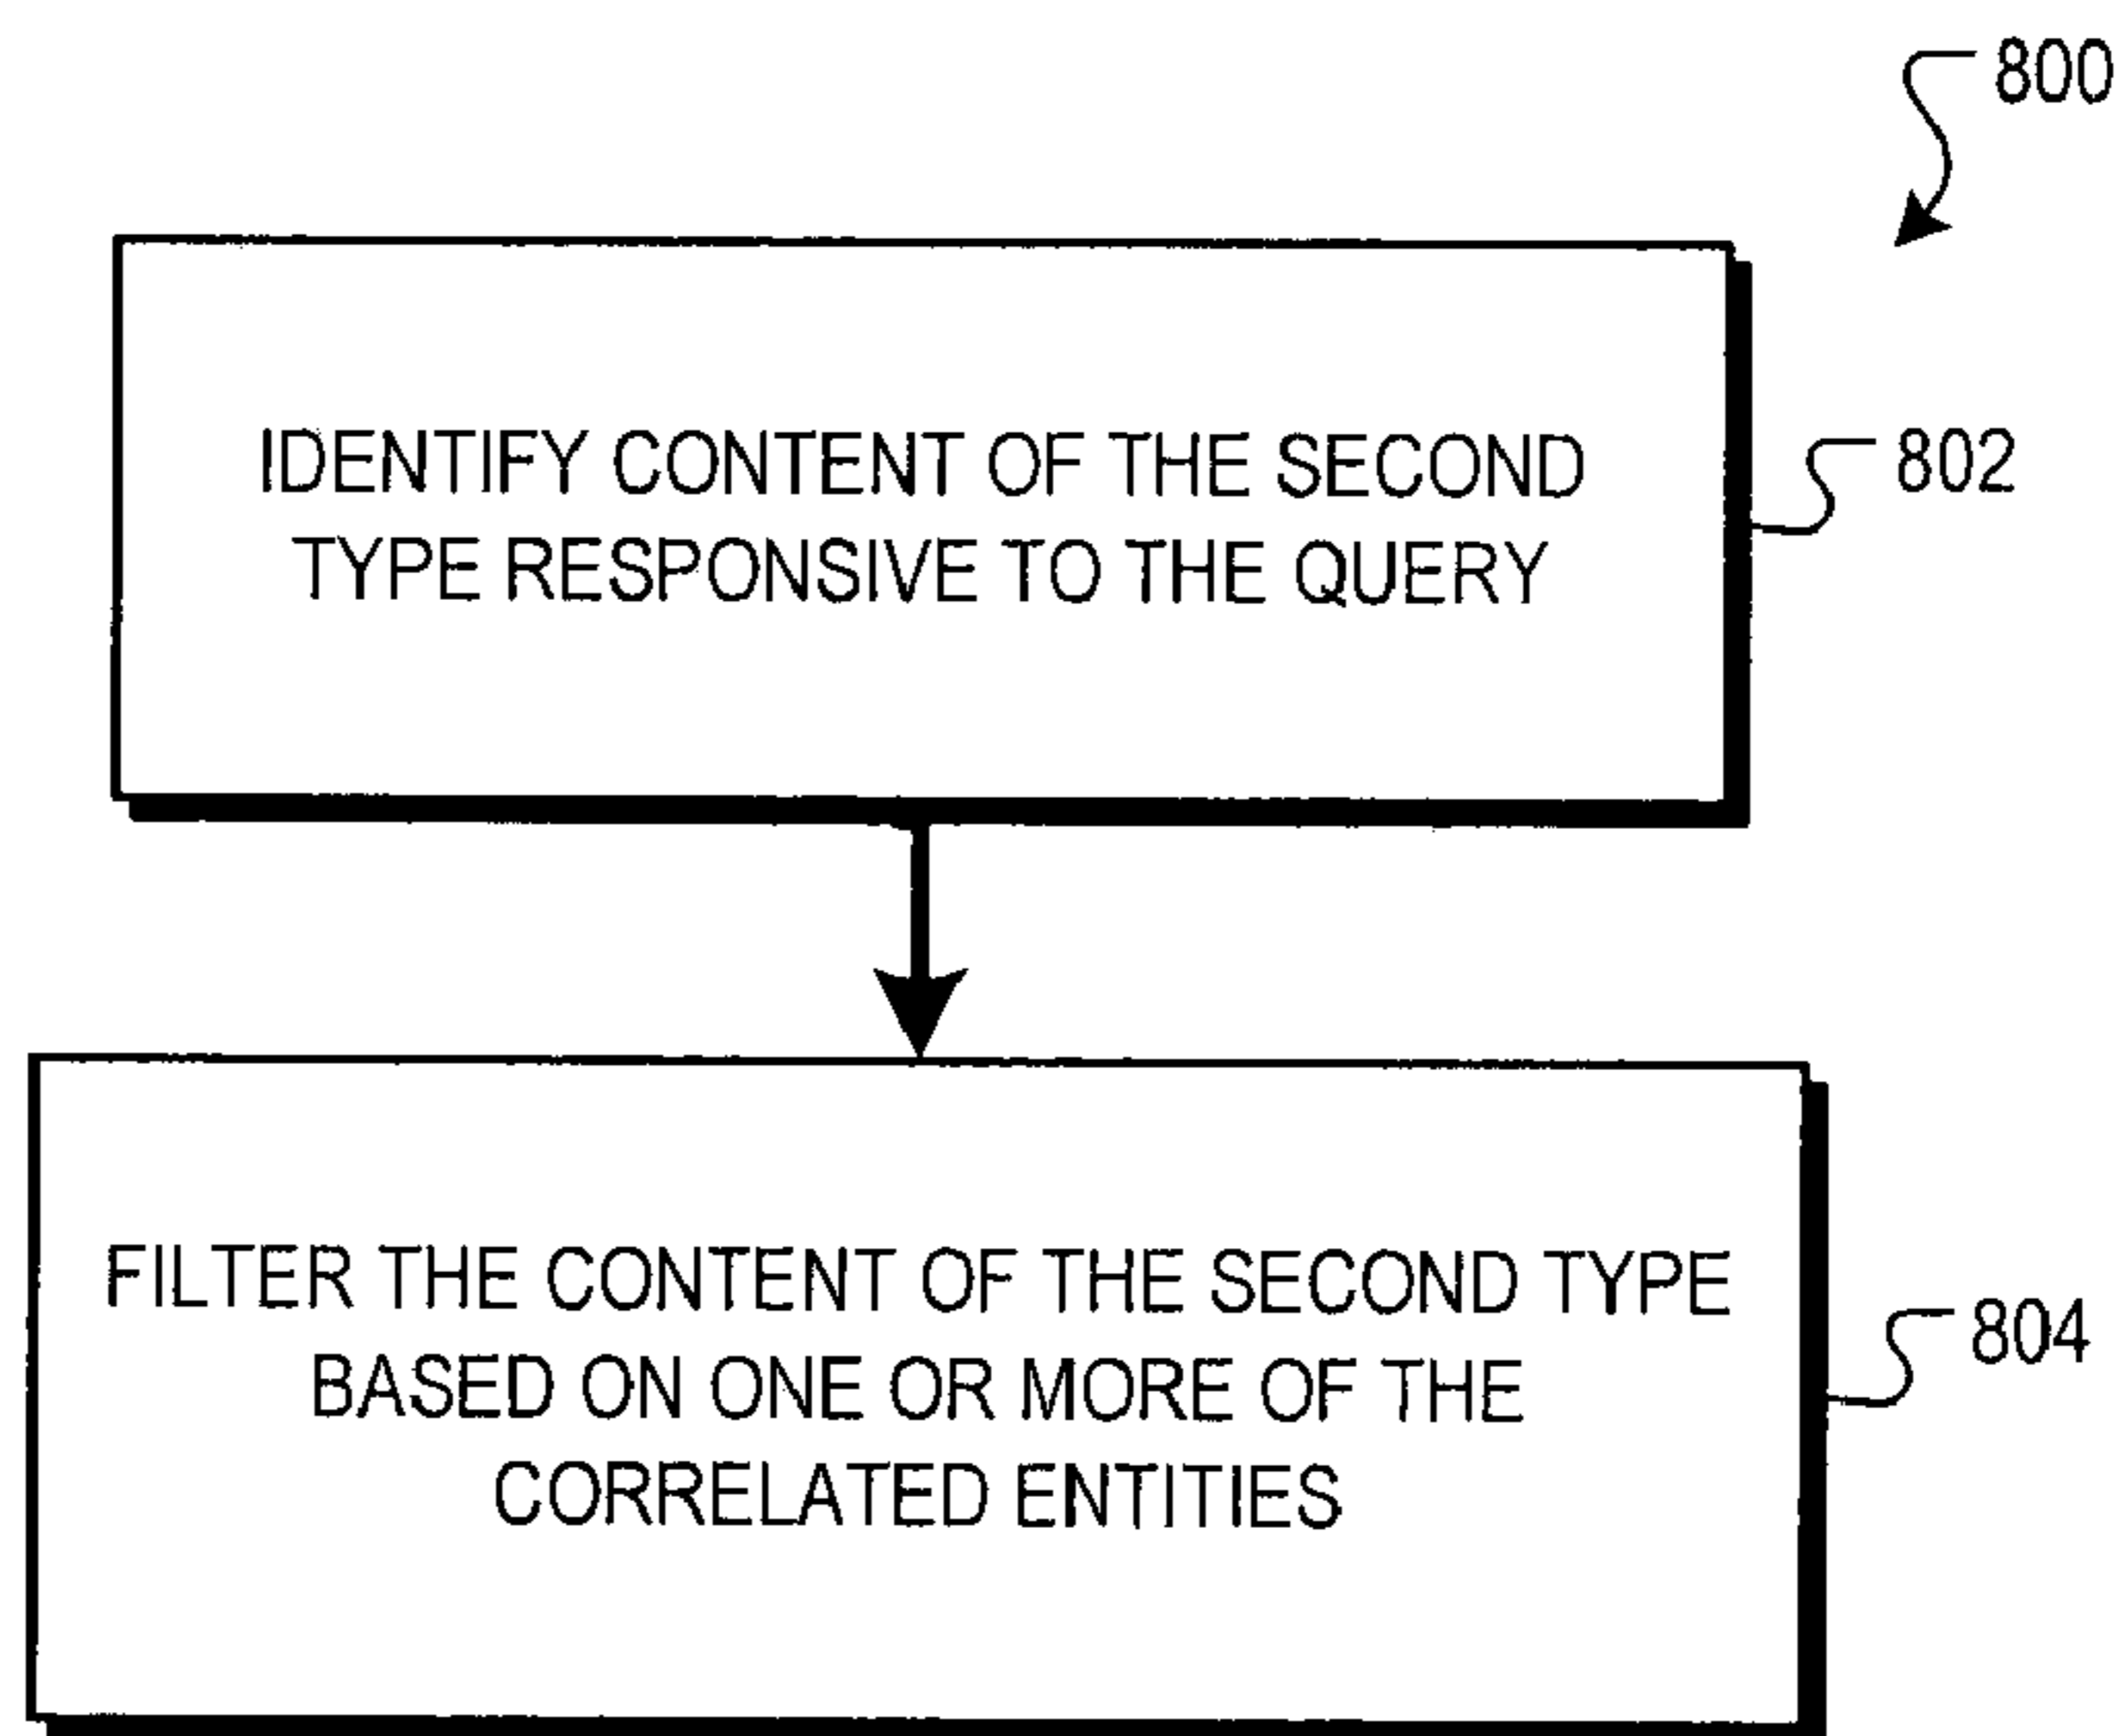 800
IDENTIFY CONTENT OF THE SECOND
TYPE RESPONSIVE TO THE QUERY
802
FILTER THE CONTENT OF THE SECOND TYPE
BASED ON ONE OR MORE OF THE
CORRELATED ENTITIES
804